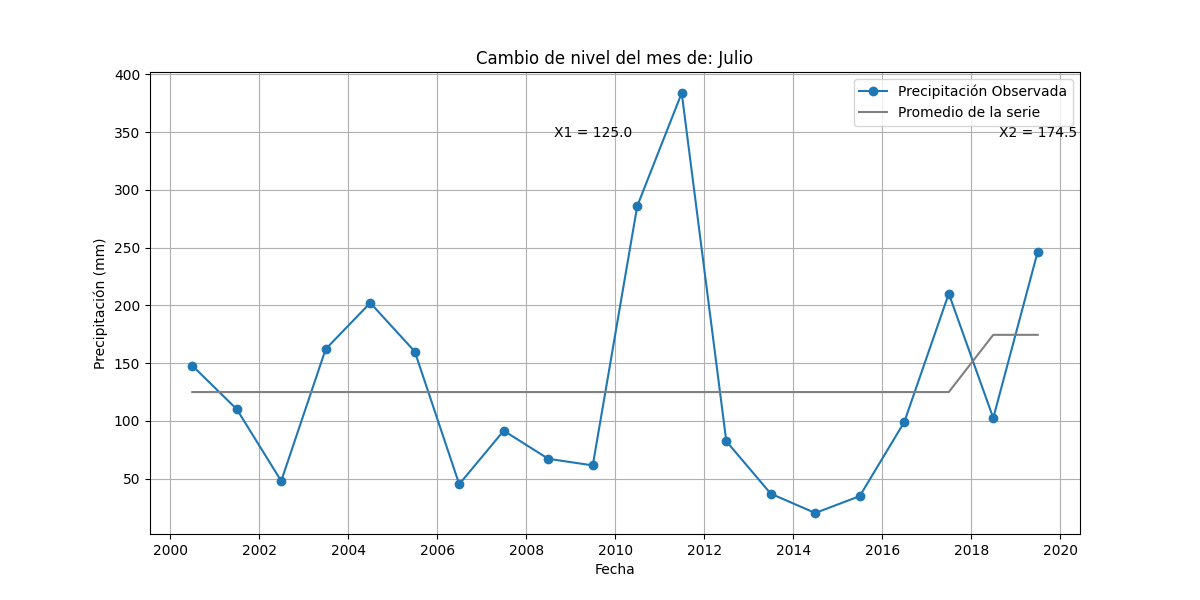 Cambio de nivel del mes de: Julio
Precipitación Observada
Promedio de la serie
X1 = 125.0
X2 = 174.5
Precipitación (mm)
400
350
300
250
200
150
100
50
2000 2002 2004 2006 2008 2010 2012 2014 2016 2018 2020
Fecha